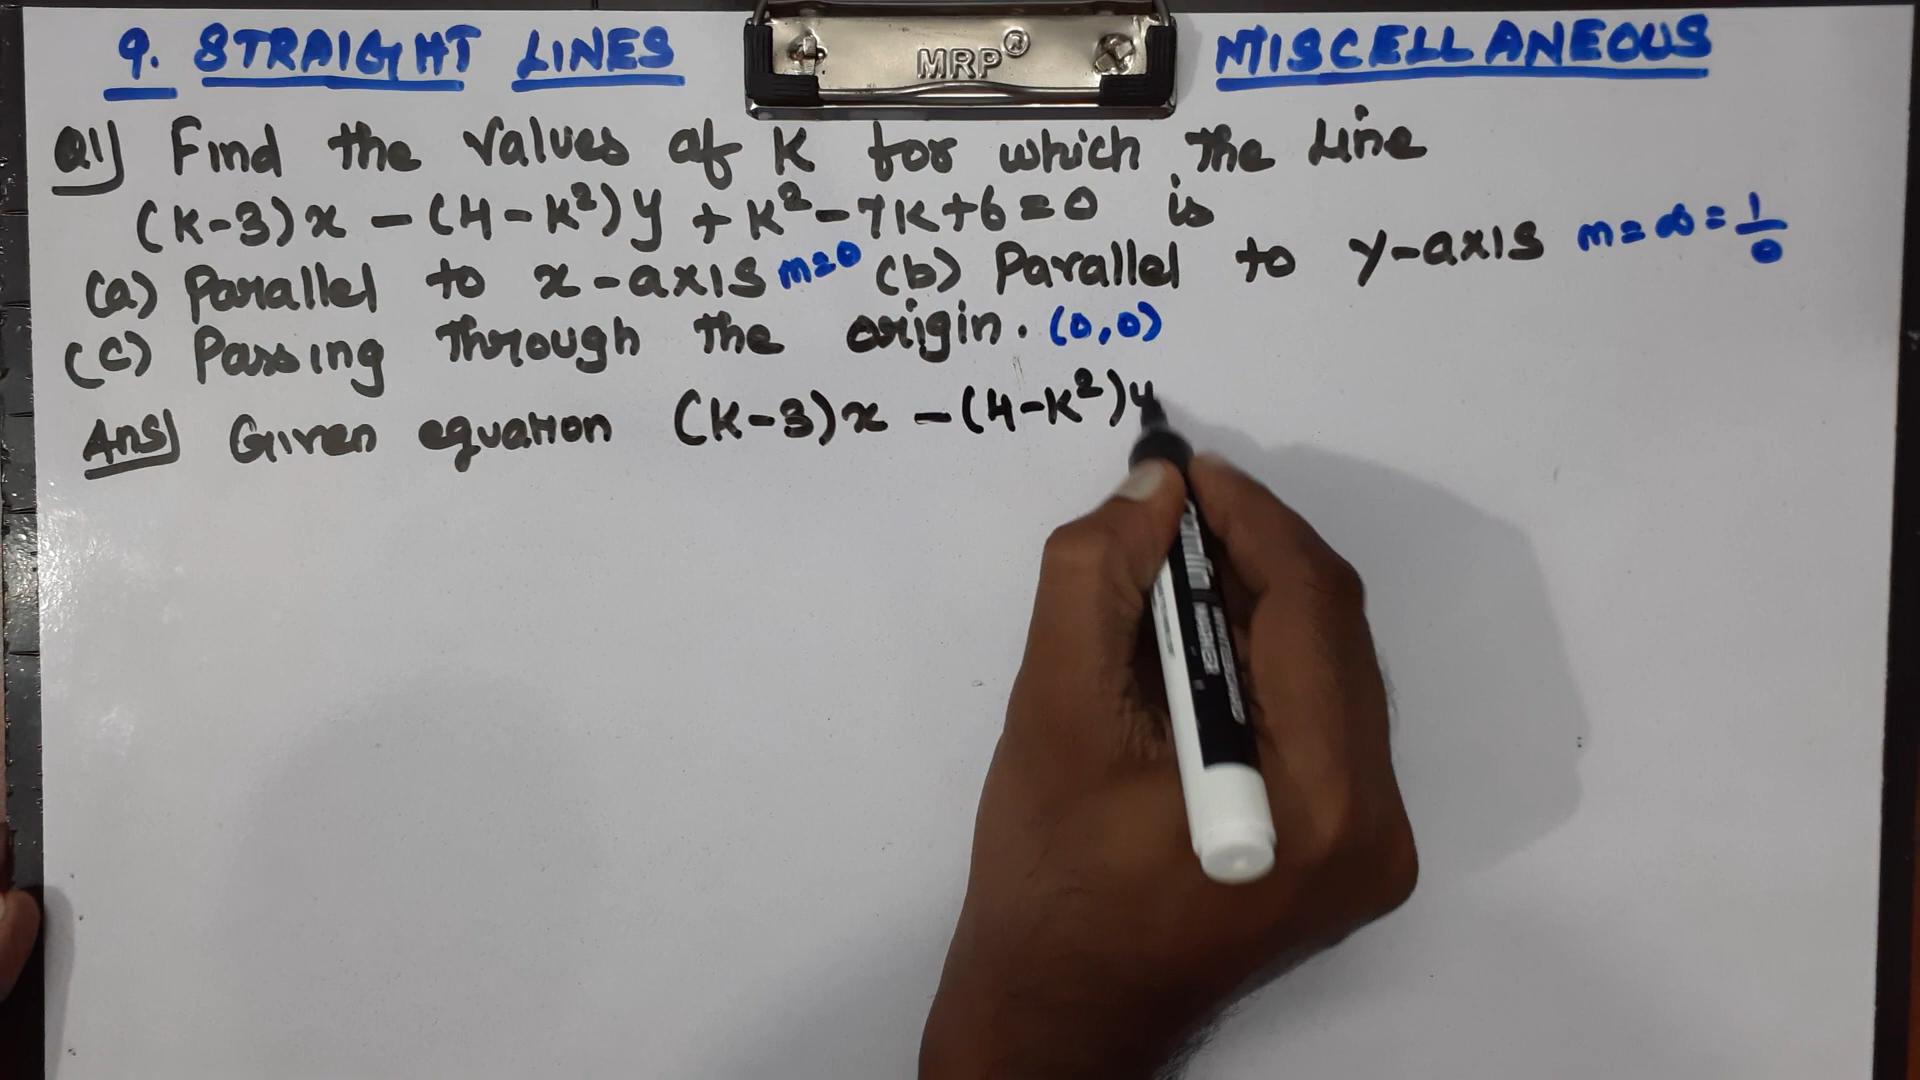 9. STRAIGHT LINES
MRP®
MISCELLANEOUS
Q1) Find the values of K for which the line
(K-3)x - (4-K²)y + K²-7K+6=0 is
(a) Parallel to x-axis m=0 (b) Parallel to y-axis m=∞=1/0
(c) Passing through the origin. (0,0)
Ans) Given equation (K-3)x - (4-K²)y